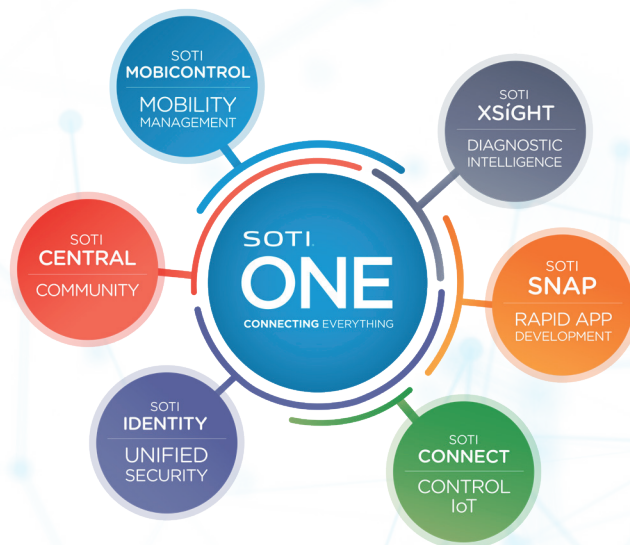 SOTI
MOBICONTROL
MOBILITY
MANAGEMENT
SOTI
XSíGHT
DIAGNOSTIC
INTELLIGENCE
SOTI
CENTRAL
COMMUNITY
SOTI
ONE
CONNECTING EVERYTHING
SOTI
SNAP
RAPID APP
DEVELOPMENT
SOTI
IDENTITY
UNIFIED
SECURITY
SOTI
CONNECT
CONTROL
IoT